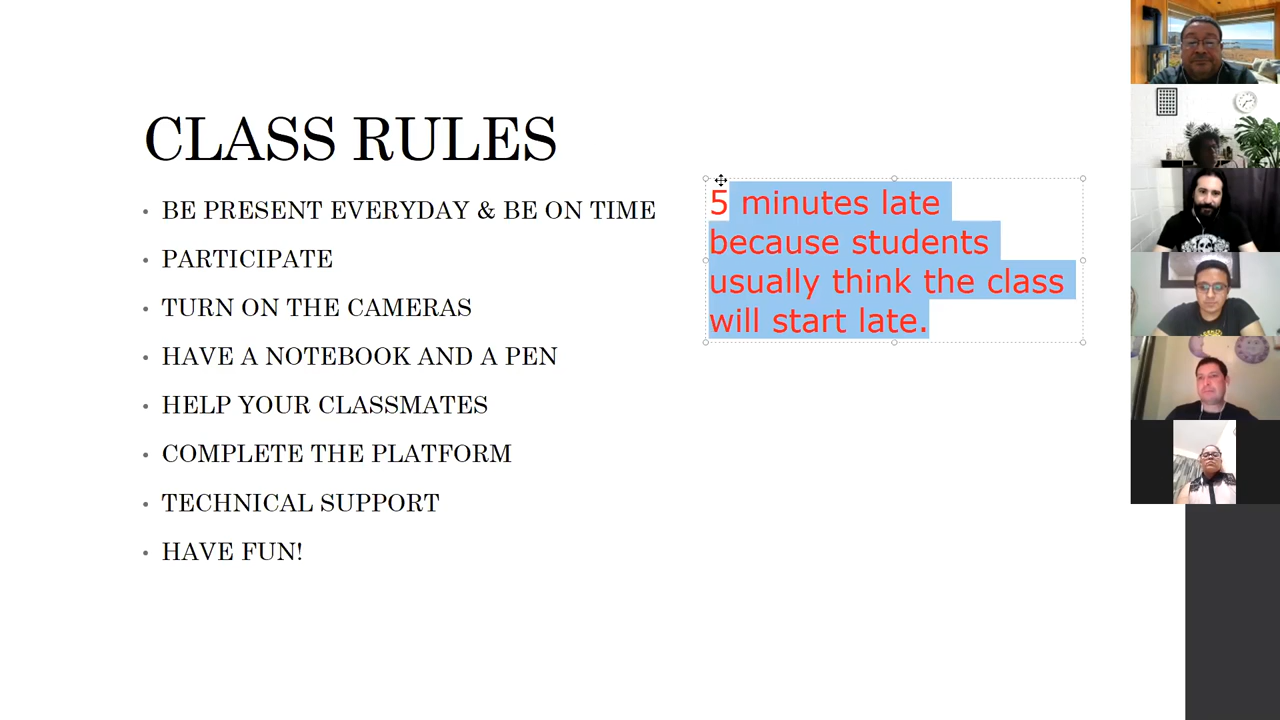 CLASS RULES
BE PRESENT EVERYDAY & BE ON TIME
PARTICIPATE
TURN ON THE CAMERAS
HAVE A NOTEBOOK AND A PEN
HELP YOUR CLASSMATES
COMPLETE THE PLATFORM
TECHNICAL SUPPORT
HAVE FUN!
5 minutes late
because students
usually think the class
will start late.